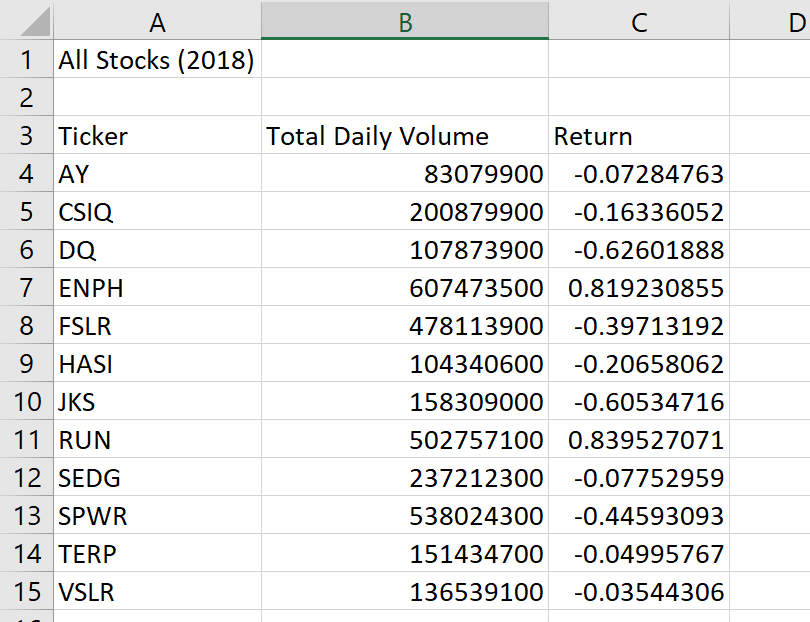 A B C D
1 All Stocks (2018)
2
3 Ticker Total Daily Volume Return
4 AY 83079900 -0.07284763
5 CSIQ 200879900 -0.16336052
6 DQ 107873900 -0.62601888
7 ENPH 607473500 0.819230855
8 FSLR 478113900 -0.39713192
9 HASI 104340600 -0.20658062
10 JKS 158309000 -0.60534716
11 RUN 502757100 0.839527071
12 SEDG 237212300 -0.07752959
13 SPWR 538024300 -0.44593093
14 TERP 151434700 -0.04995767
15 VSLR 136539100 -0.03544306